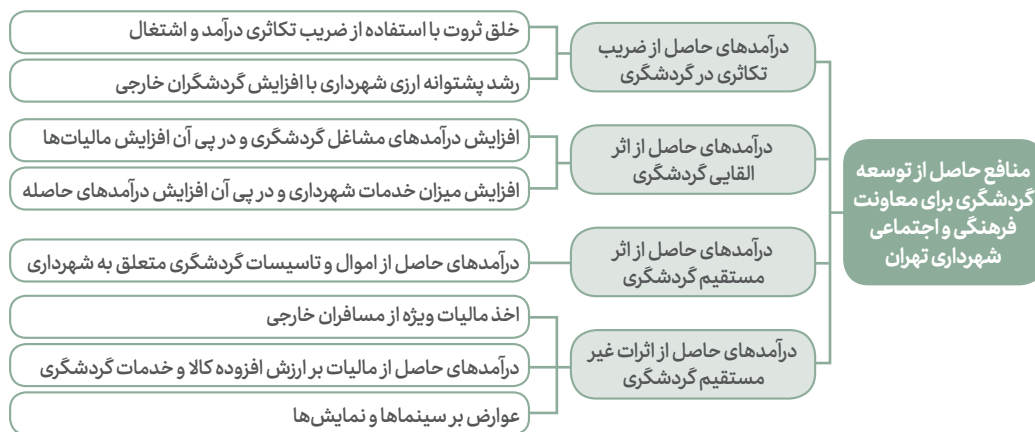 منافع حاصل از توسعه
گردشگری برای معاونت
فرهنگی و اجتماعی
شهرداری تهران
درآمدهای حاصل از ضریب
تکاثری در گردشگری
خلق ثروت با استفاده از ضریب تکاثری درآمد و اشتغال
رشد پشتوانه ارزی شهرداری با افزایش گردشگران خارجی
درآمدهای حاصل از اثر
القایی گردشگری
افزایش درآمدهای مشاغل گردشگری و در پی آن افزایش مالیات‌ها
افزایش میزان خدمات شهرداری و در پی آن افزایش درآمدهای حاصله
درآمدهای حاصل از اثر
مستقیم گردشگری
درآمدهای حاصل از اموال و تاسیسات گردشگری متعلق به شهرداری
درآمدهای حاصل از اثرات غیر
مستقیم گردشگری
اخذ مالیات ویژه از مسافران خارجی
درآمدهای حاصل از مالیات بر ارزش افزوده کالا و خدمات گردشگری
عوارض بر سینماها و نمایش‌ها